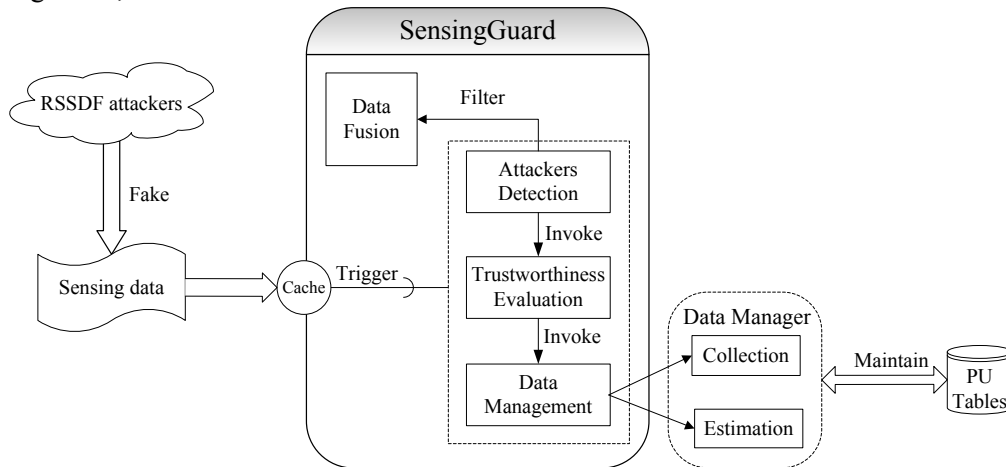 SensingGuard
RSSDF attackers
Fake
Sensing data
Cache
Trigger
Data
Fusion
Filter
Attackers
Detection
Invoke
Trustworthiness
Evaluation
Invoke
Data
Management
Data Manager
Collection
Estimation
Maintain
PU
Tables